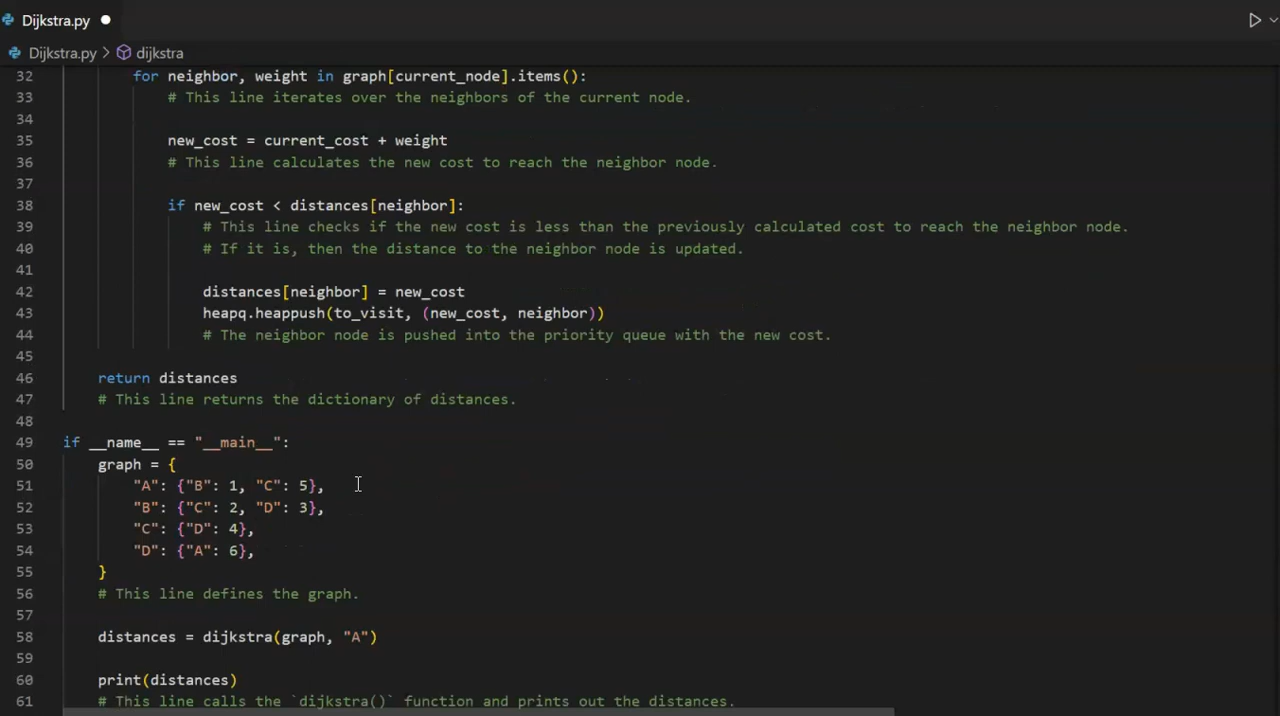 Dijkstra.py
Dijkstra.py > dijkstra
32 for neighbor, weight in graph[current_node].items():
33 # This line iterates over the neighbors of the current node.
34
35 new_cost = current_cost + weight
36 # This line calculates the new cost to reach the neighbor node.
37
38 if new_cost < distances[neighbor]:
39 # This line checks if the new cost is less than the previously calculated cost to reach the neighbor node.
40 # If it is, then the distance to the neighbor node is updated.
41
42 distances[neighbor] = new_cost
43 heapq.heappush(to_visit, (new_cost, neighbor))
44 # The neighbor node is pushed into the priority queue with the new cost.
45
46 return distances
47 # This line returns the dictionary of distances.
48
49 if __name__ == "__main__":
50 graph = {
51 "A": {"B": 1, "C": 5},
52 "B": {"C": 2, "D": 3},
53 "C": {"D": 4},
54 "D": {"A": 6},
55 }
56 # This line defines the graph.
57
58 distances = dijkstra(graph, "A")
59
60 print(distances)
61 # This line calls the `dijkstra()` function and prints out the distances.